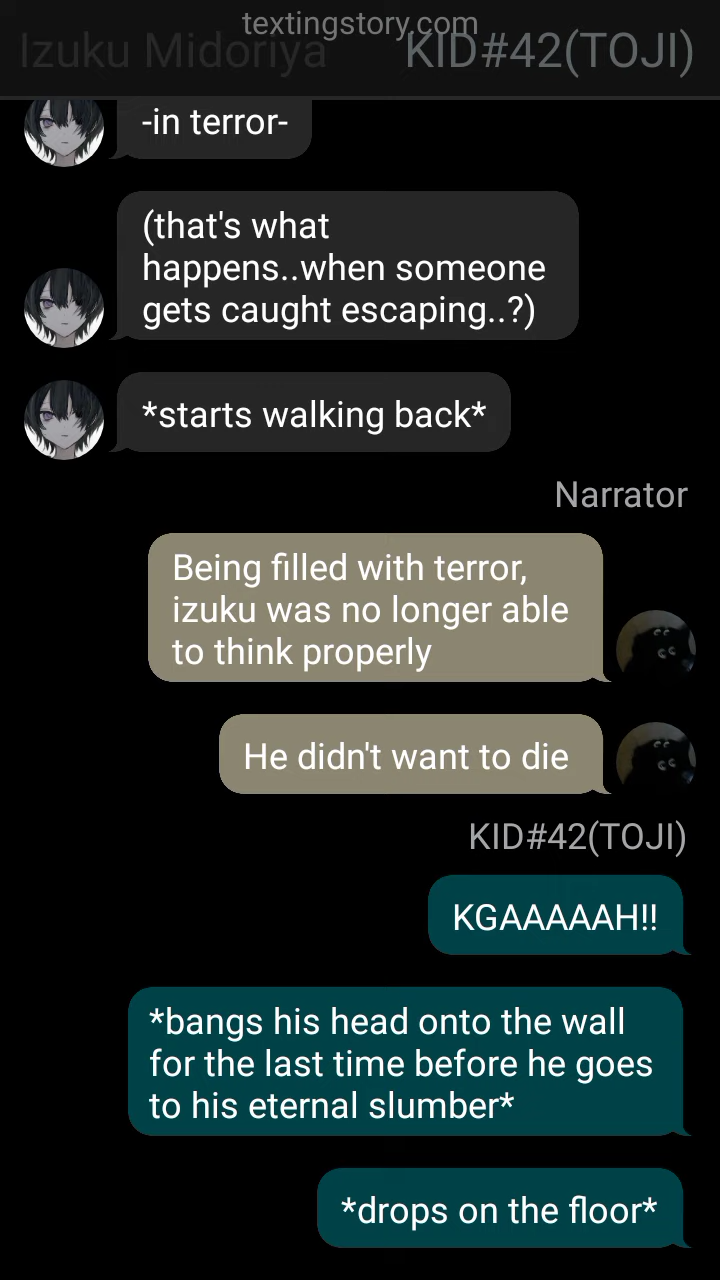 textingstory.com
Izuku Midoriya
KID#42(TOJI)
-in terror-
(that's what
happens..when someone
gets caught escaping..?)
*starts walking back*
Narrator
Being filled with terror,
izuku was no longer able
to think properly
He didn't want to die
KID#42(TOJI)
KGAAAAAH!!
*bangs his head onto the wall
for the last time before he goes
to his eternal slumber*
*drops on the floor*